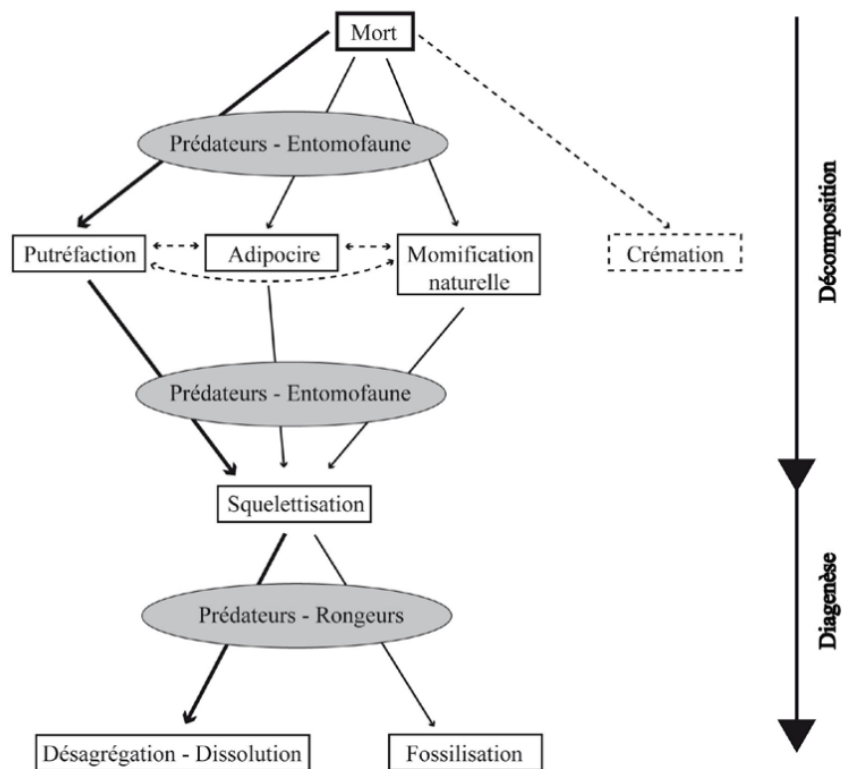 Mort
Prédateurs - Entomofaune
Putréfaction
Adipocire
Momification
naturelle
Crémation
Décomposition
Prédateurs - Entomofaune
Squelettisation
Prédateurs - Rongeurs
Diagenèse
Désagrégation - Dissolution
Fossilisation